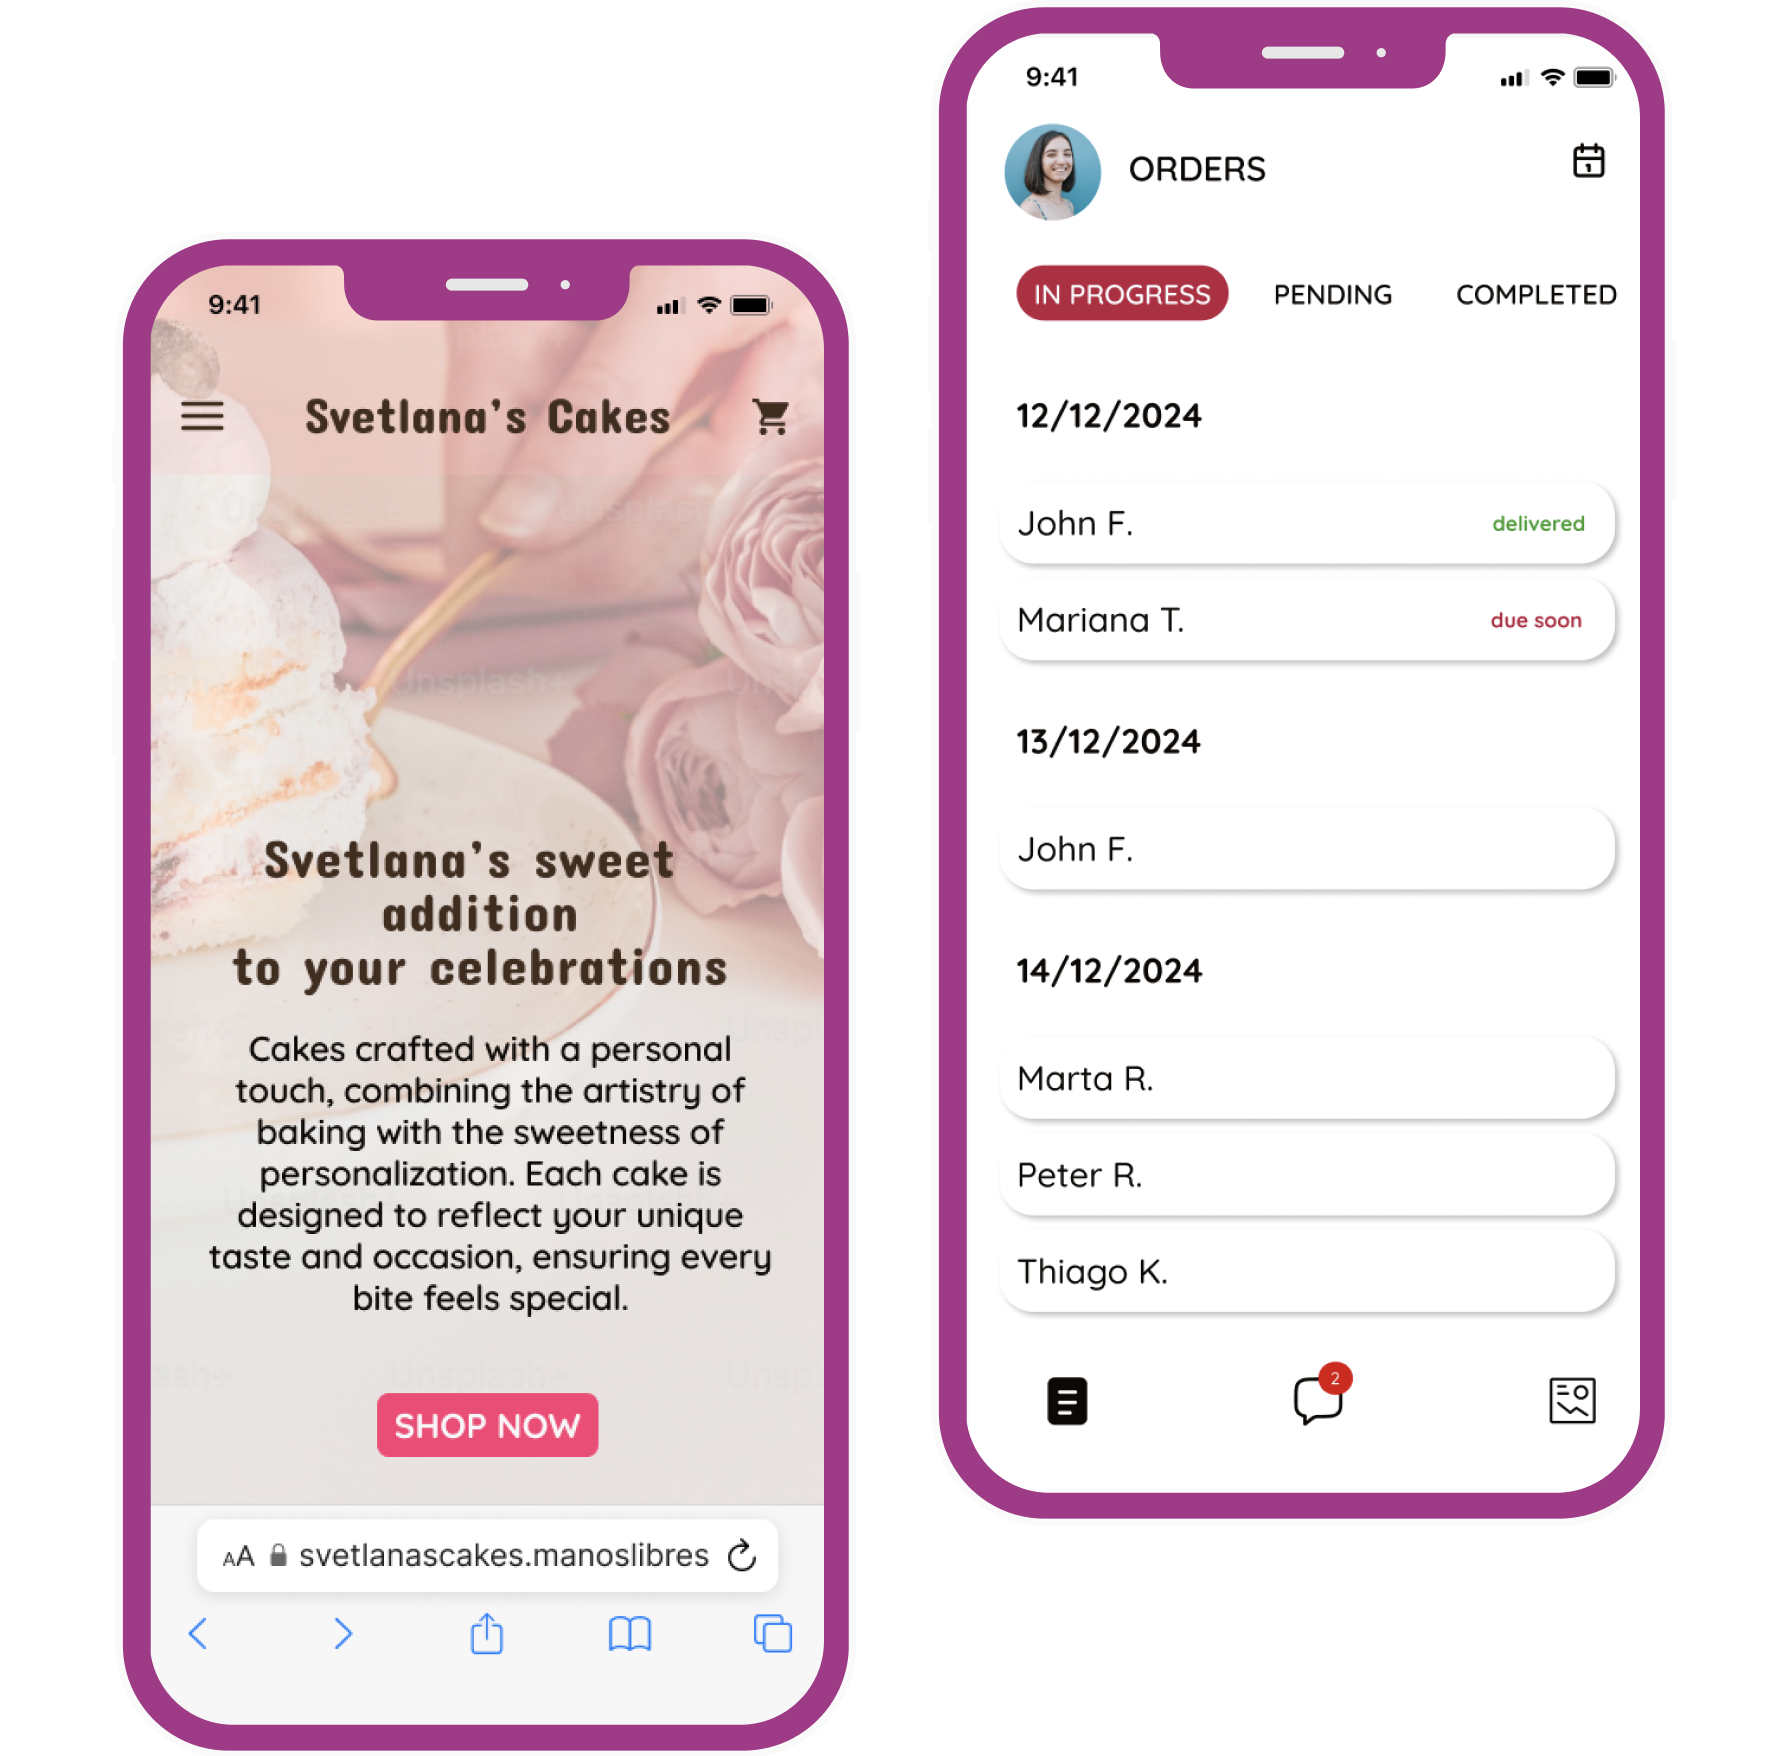 9:41
Svetlana's Cakes
Unsplash+
Svetlana's sweet
addition
to your celebrations
Cakes crafted with a personal
touch, combining the artistry of
baking with the sweetness of
personalization. Each cake is
designed to reflect your unique
taste and occasion, ensuring every
bite feels special.
Unsplash+
SHOP NOW
AA svetlanascakes.manoslibres
9:41
ORDERS
1
IN PROGRESS PENDING COMPLETED
12/12/2024
John F. delivered
Mariana T. due soon
13/12/2024
John F.
14/12/2024
Marta R.
Peter R.
Thiago K.
2